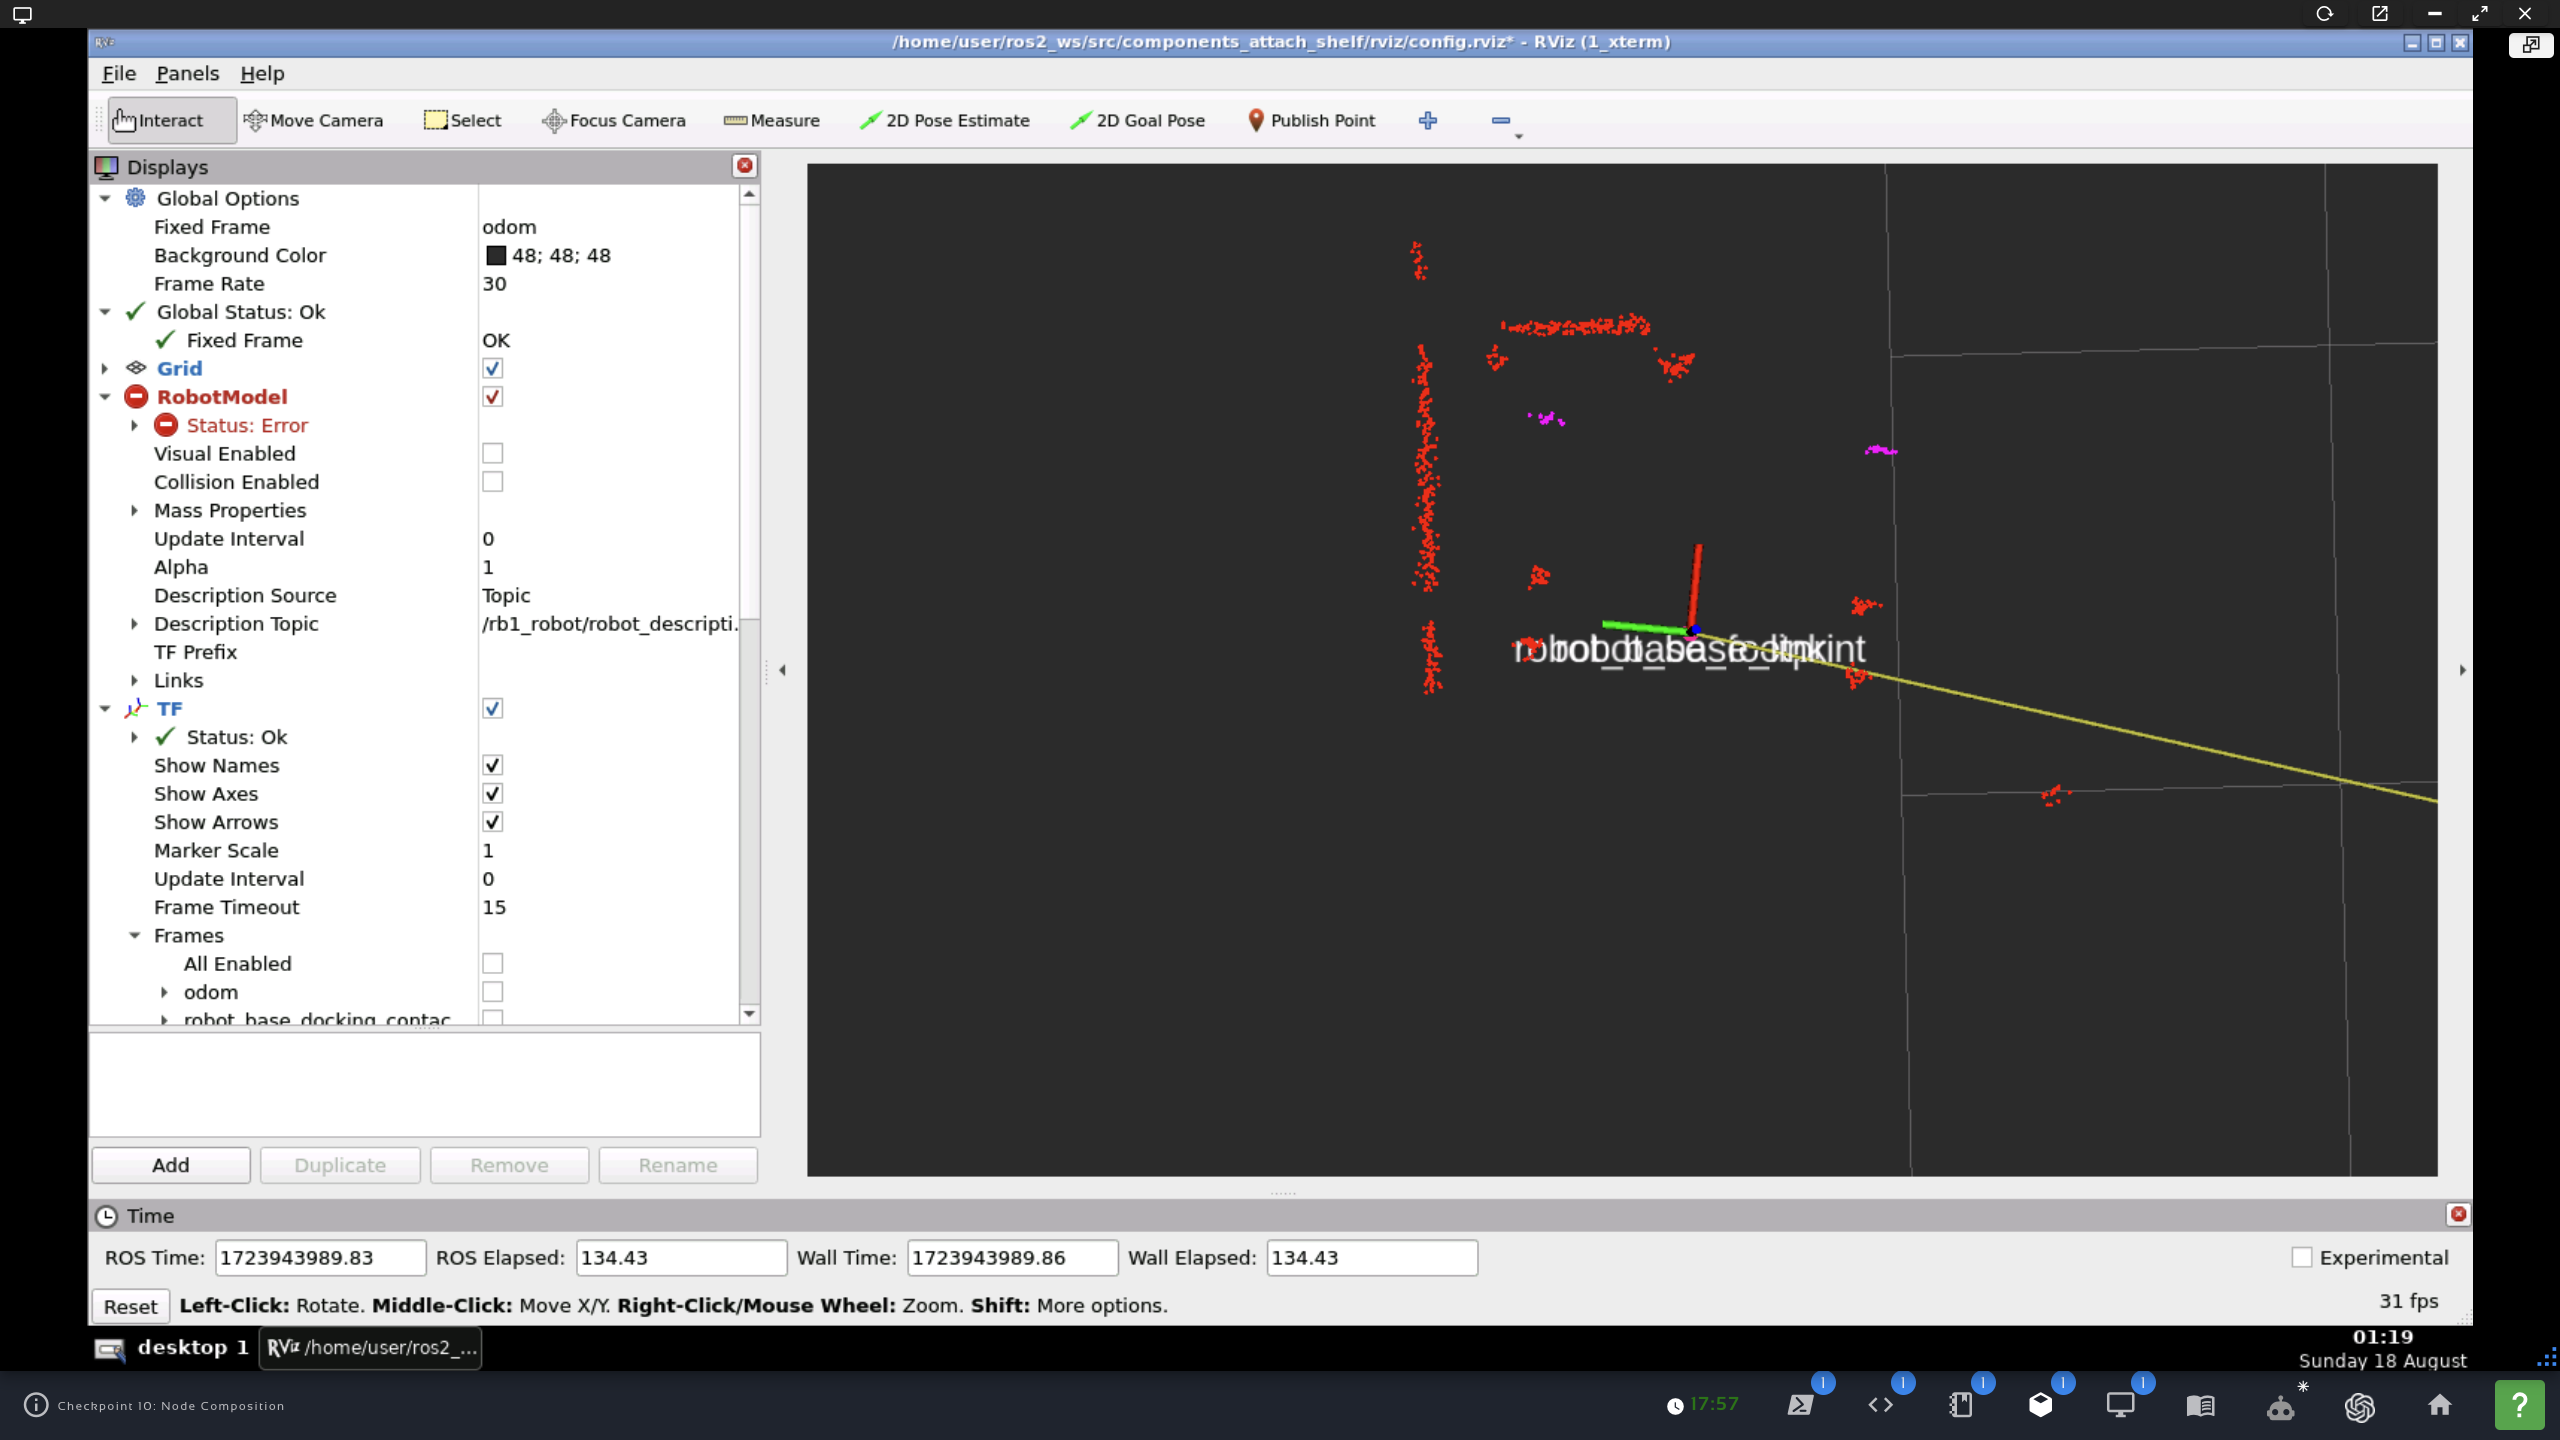 /home/user/ros2_ws/src/components_attach_shelf/rviz/config.rviz* - RViz (1_xterm)
File Panels Help
Interact Move Camera Select Focus Camera Measure 2D Pose Estimate 2D Goal Pose Publish Point
Displays
Global Options
Fixed Frame odom
Background Color 48; 48; 48
Frame Rate 30
Global Status: Ok
Fixed Frame OK
Grid
RobotModel
Status: Error
Visual Enabled
Collision Enabled
Mass Properties
Update Interval 0
Alpha 1
Description Source Topic
Description Topic /rb1_robot/robot_descripti.
TF Prefix
Links
TF
Status: Ok
Show Names
Show Axes
Show Arrows
Marker Scale 1
Update Interval 0
Frame Timeout 15
Frames
All Enabled
odom
robot_base_docking_contac
Add Duplicate Remove Rename
Time
ROS Time: 1723943989.83 ROS Elapsed: 134.43 Wall Time: 1723943989.86 Wall Elapsed: 134.43 Experimental
Reset Left-Click: Rotate. Middle-Click: Move X/Y. Right-Click/Mouse Wheel: Zoom. Shift: More options. 31 fps
desktop 1 RViz /home/user/ros2_...
01:19
Sunday 18 August
Checkpoint 10: Node Composition 17:57 1 1 1 1 1 ?